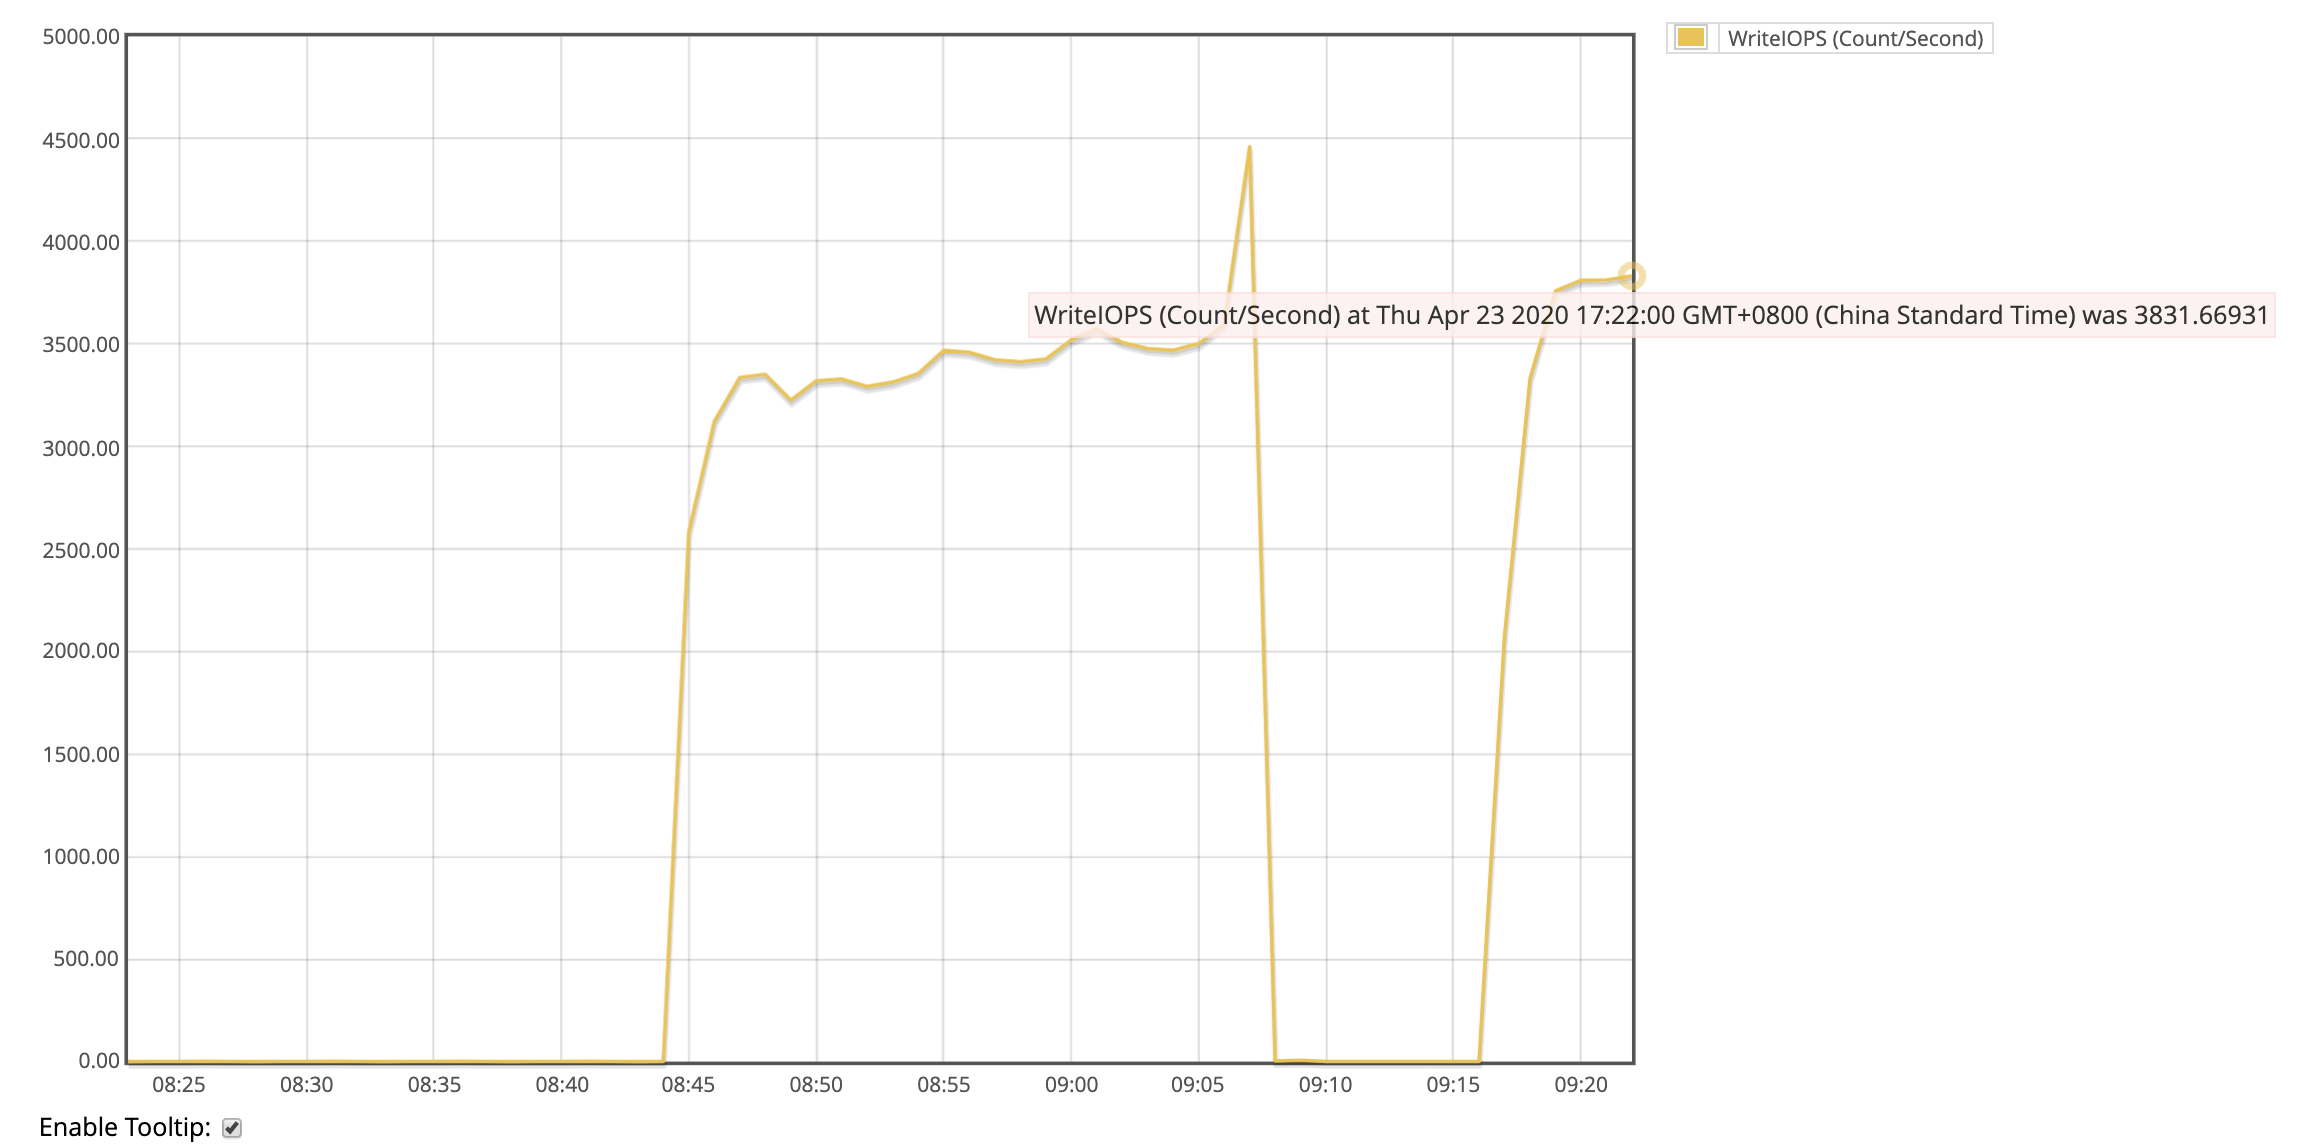 WriteIOPS (Count/Second)
5000.00
4500.00
4000.00
WriteIOPS (Count/Second) at Thu Apr 23 2020 17:22:00 GMT+0800 (China Standard Time) was 3831.66931
3500.00
3000.00
2500.00
2000.00
1500.00
1000.00
500.00
0.00
08:25 08:30 08:35 08:40 08:45 08:50 08:55 09:00 09:05 09:10 09:15 09:20
Enable Tooltip: